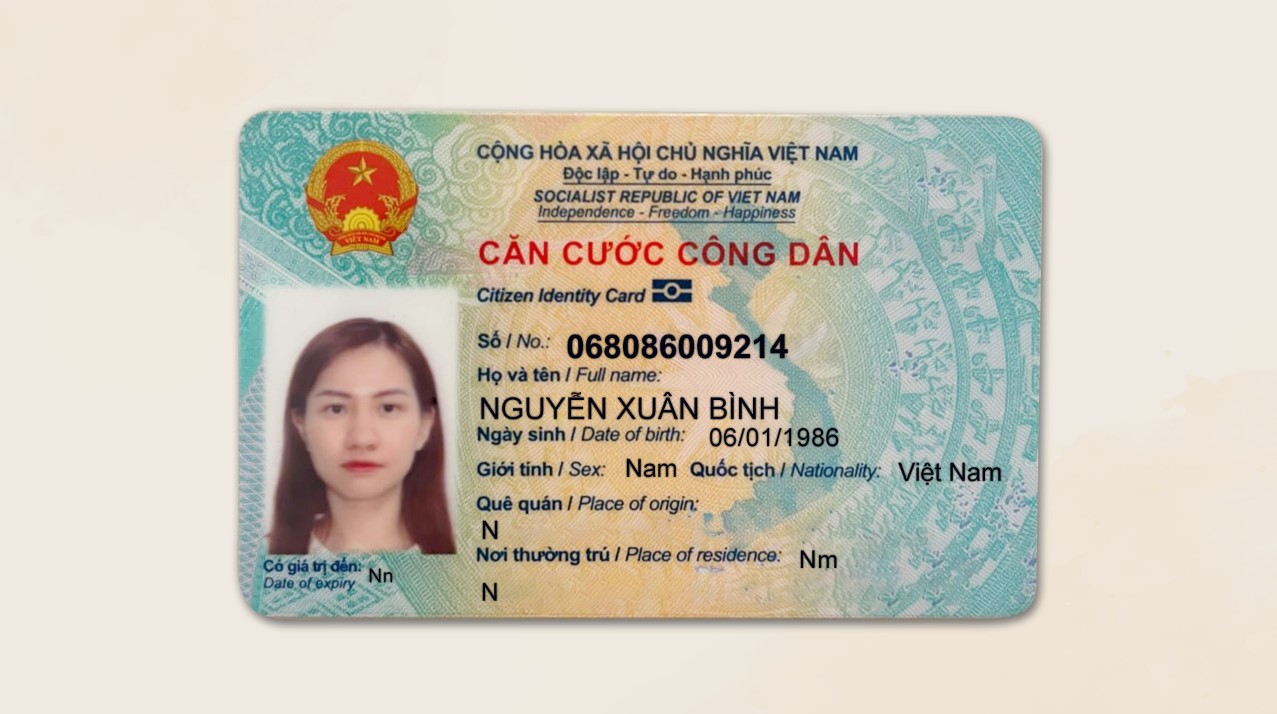 CỘNG HÒA XÃ HỘI CHỦ NGHĨA VIỆT NAM
Độc lập - Tự do - Hạnh phúc
SOCIALIST REPUBLIC OF VIET NAM
Independence - Freedom - Happiness
CĂN CƯỚC CÔNG DÂN
Citizen Identity Card
VIỆT NAM
Số / No.: 068086009214
Họ và tên / Full name:
NGUYỄN XUÂN BÌNH
Ngày sinh / Date of birth: 06/01/1986
Giới tính / Sex: Nam Quốc tịch / Nationality: Việt Nam
Quê quán / Place of origin:
N
Nơi thường trú / Place of residence: Nm
N
Có giá trị đến: Nn
Date of expiry